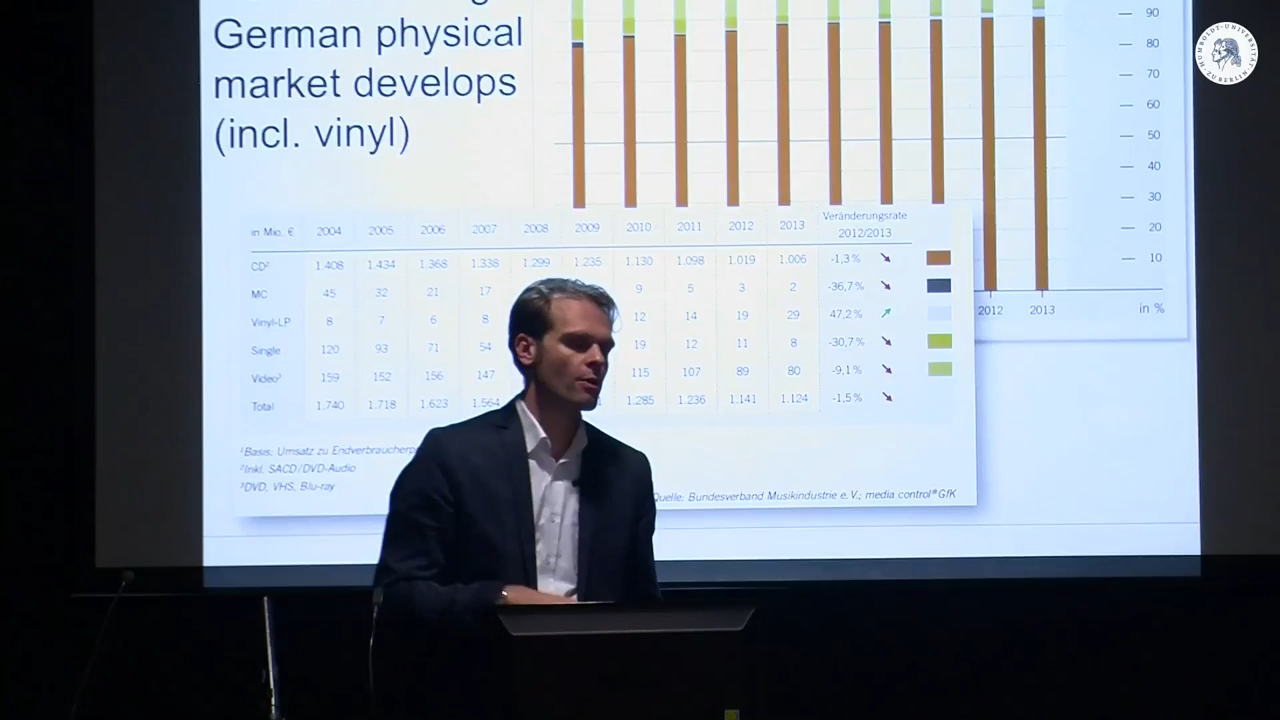 German physical
market develops
(incl. vinyl)
90
80
70
60
50
40
30
20
10
2012 2013 in %
in Mio. € 2004 2005 2006 2007 2008 2009 2010 2011 2012 2013 Veränderungsrate 2012/2013
CD² 1.408 1.434 1.368 1.338 1.299 1.235 1.130 1.098 1.019 1.006 -1,3 %
MC 45 32 21 17 9 5 3 2 -36,7 %
Vinyl-LP 8 7 6 8 12 14 19 29 47,2 %
Single 120 93 71 54 19 12 11 8 -30,7 %
Video³ 159 152 156 147 115 107 89 80 -9,1 %
Total 1.740 1.718 1.623 1.564 1.285 1.236 1.141 1.124 -1,5 %
¹Basis: Umsatz zu
²Inkl. SACD/DVD-Audio
³DVD, VHS, Blu-ray
Quelle: Bundesverband Musikindustrie e. V.; media control® GfK
HUMBOLDT-UNIVERSITÄT ZU BERLIN